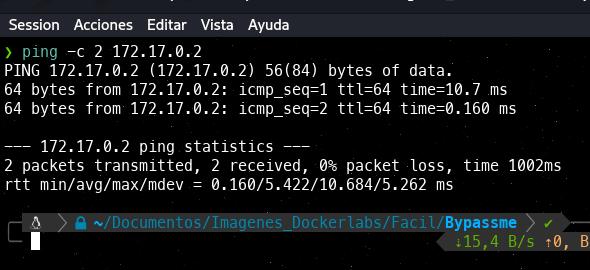 Session Acciones Editar Vista Ayuda
❯ ping -c 2 172.17.0.2
PING 172.17.0.2 (172.17.0.2) 56(84) bytes of data.
64 bytes from 172.17.0.2: icmp_seq=1 ttl=64 time=10.7 ms
64 bytes from 172.17.0.2: icmp_seq=2 ttl=64 time=0.160 ms
--- 172.17.0.2 ping statistics ---
2 packets transmitted, 2 received, 0% packet loss, time 1002ms
rtt min/avg/max/mdev = 0.160/5.422/10.684/5.262 ms
~/Documentos/Imagenes_Dockerlabs/Facil/Bypassme ✔
↓15,4 B/s ↑0, B